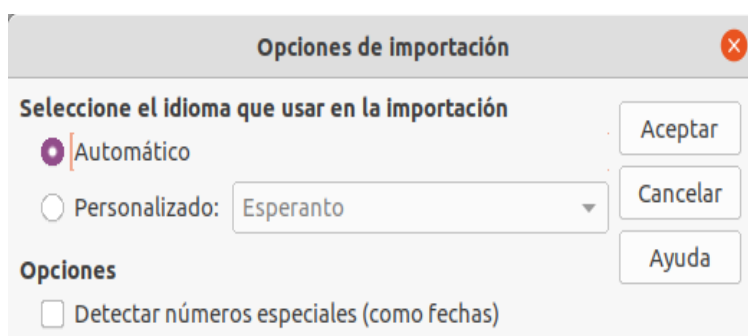 Opciones de importación
Seleccione el idioma que usar en la importación
Automático
Personalizado: Esperanto
Opciones
Detectar números especiales (como fechas)
Aceptar
Cancelar
Ayuda